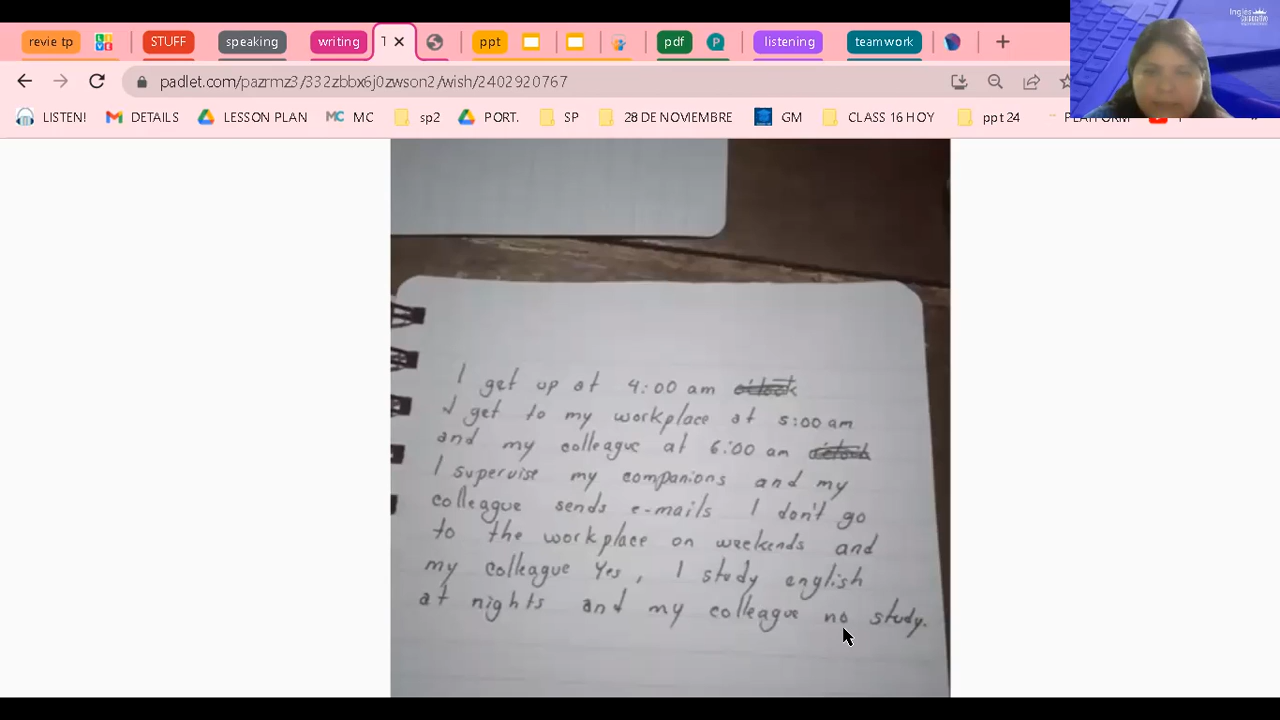 revie tp
STUFF
speaking
writing
ppt
pdf
listening
teamwork
padlet.com/pazrmz3/332zbbx6j0zwson2/wish/2402920767
LISTEN!
DETAILS
LESSON PLAN
MC
sp2
PORT.
SP
28 DE NOVIEMBRE
GM
CLASS 16 HOY
ppt 24
Inglés
I get up at 4:00 am
I get to my workplace at 5:00 am
and my colleague at 6:00 am
I supervise my companions and my
colleague sends e-mails I don't go
to the workplace on weekends and
my colleague Yes, I study english
at nights and my colleague no study.